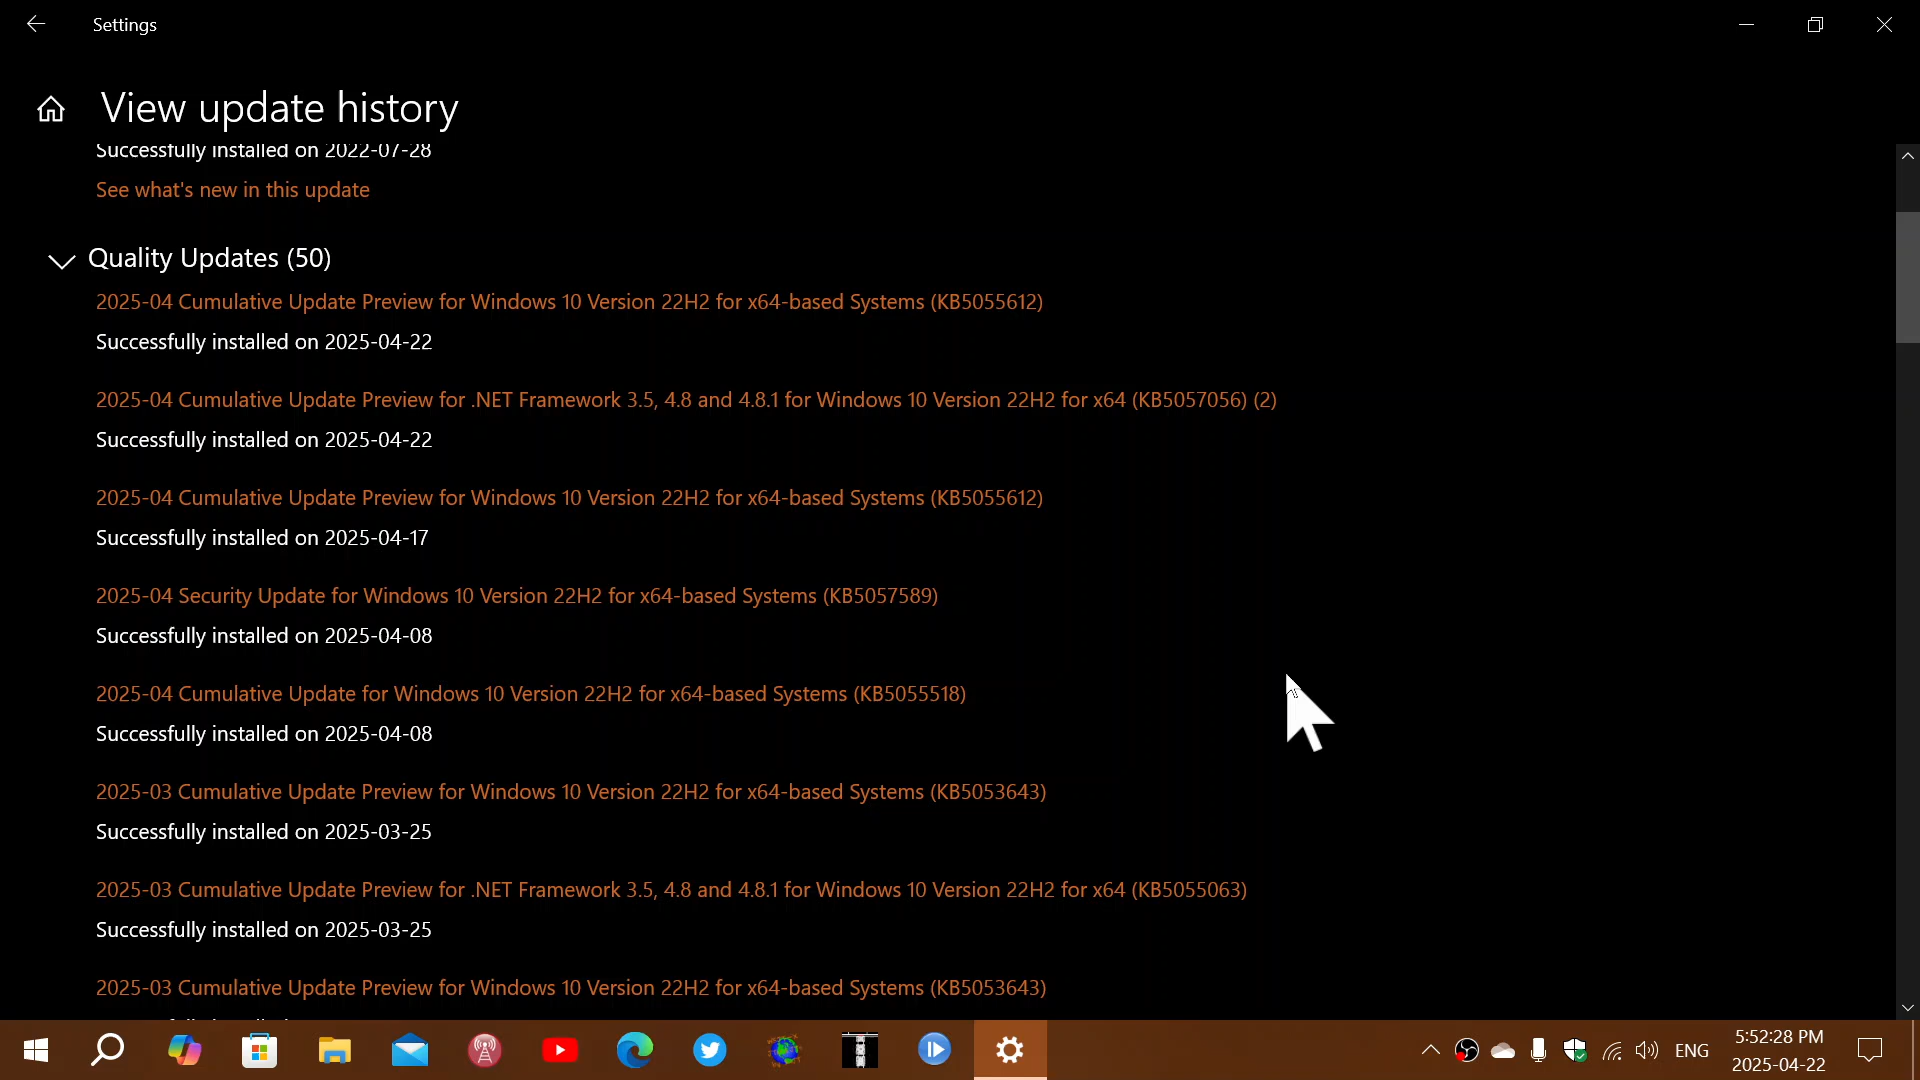 Settings
View update history
Successfully installed on 2022-07-28
See what's new in this update
Quality Updates (50)
2025-04 Cumulative Update Preview for Windows 10 Version 22H2 for x64-based Systems (KB5055612)
Successfully installed on 2025-04-22
2025-04 Cumulative Update Preview for .NET Framework 3.5, 4.8 and 4.8.1 for Windows 10 Version 22H2 for x64 (KB5057056) (2)
Successfully installed on 2025-04-22
2025-04 Cumulative Update Preview for Windows 10 Version 22H2 for x64-based Systems (KB5055612)
Successfully installed on 2025-04-17
2025-04 Security Update for Windows 10 Version 22H2 for x64-based Systems (KB5057589)
Successfully installed on 2025-04-08
2025-04 Cumulative Update for Windows 10 Version 22H2 for x64-based Systems (KB5055518)
Successfully installed on 2025-04-08
2025-03 Cumulative Update Preview for Windows 10 Version 22H2 for x64-based Systems (KB5053643)
Successfully installed on 2025-03-25
2025-03 Cumulative Update Preview for .NET Framework 3.5, 4.8 and 4.8.1 for Windows 10 Version 22H2 for x64 (KB5055063)
Successfully installed on 2025-03-25
2025-03 Cumulative Update Preview for Windows 10 Version 22H2 for x64-based Systems (KB5053643)
ENG
5:52:28 PM
2025-04-22